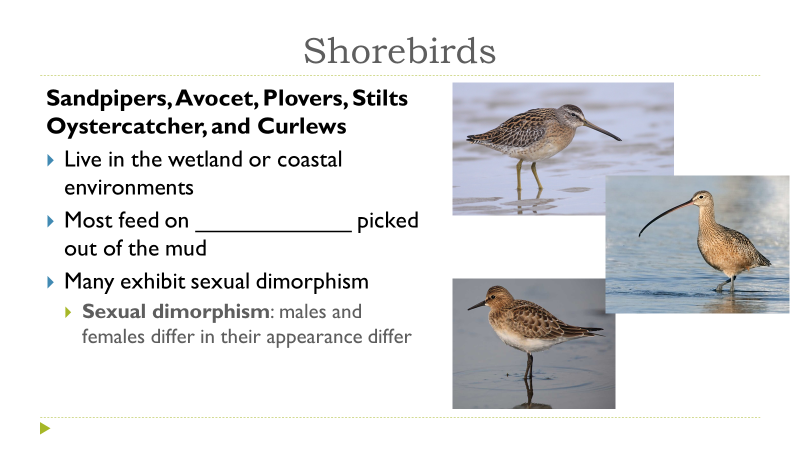 Shorebirds
Sandpipers, Avocet, Plovers, Stilts
Oystercatcher, and Curlews
Live in the wetland or coastal
environments
Most feed on _____________ picked
out of the mud
Many exhibit sexual dimorphism
Sexual dimorphism: males and
females differ in their appearance differ